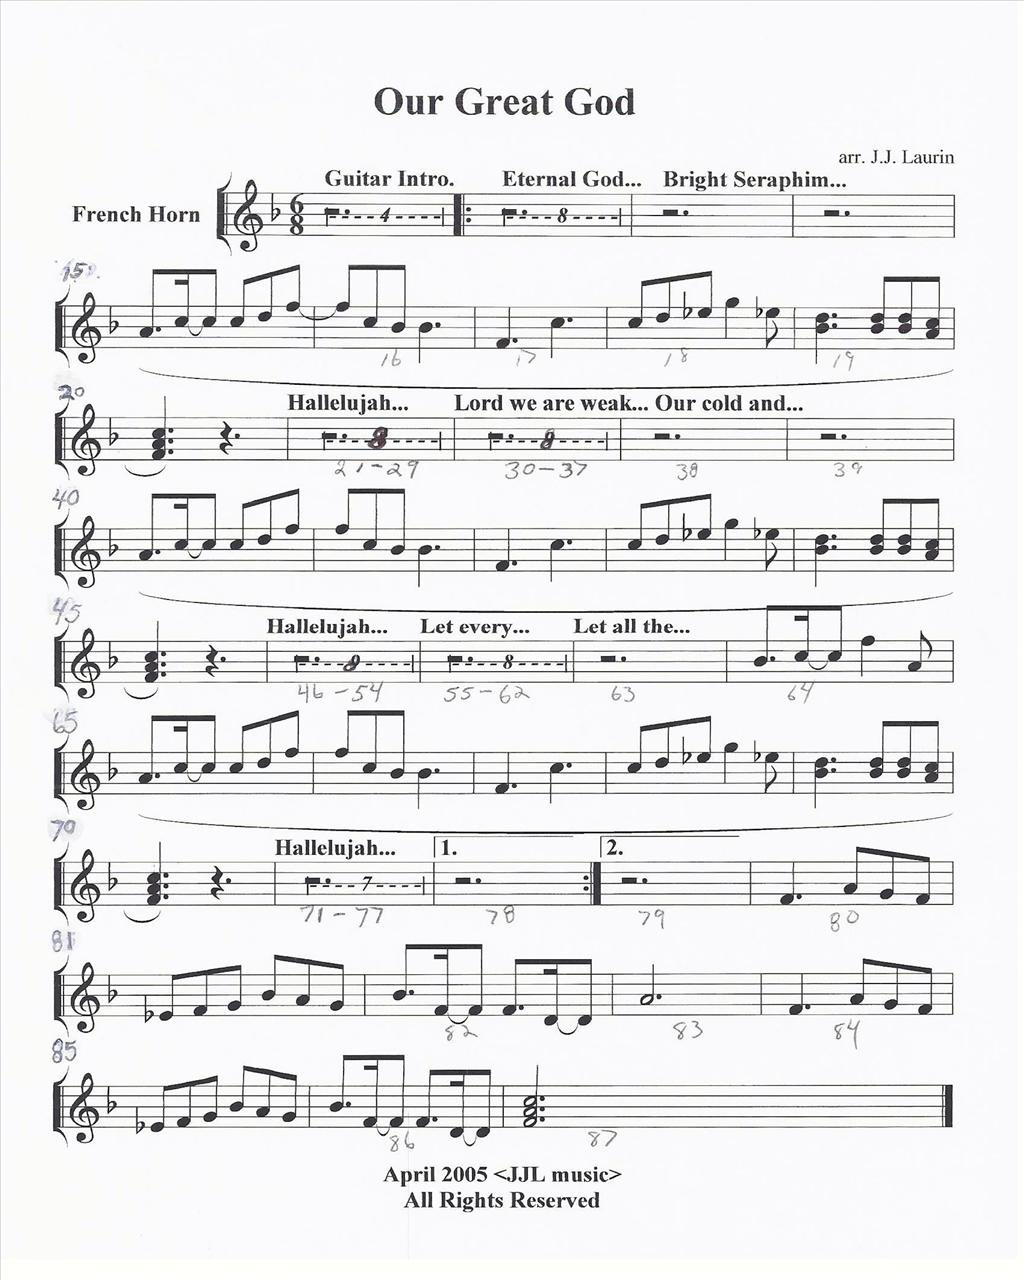 Our Great God
arr. J.J. Laurin
Guitar Intro. Eternal God... Bright Seraphim...
French Horn
6 8 4 8
15
16 17 18 19
20
Hallelujah... Lord we are weak... Our cold and...
8 8
21-29 30-37 38 39
40
45
Hallelujah... Let every... Let all the...
8 8
46-54 55-62 63 64
65
70
Hallelujah... 1. 2.
7
71-77 78 79 80
81
82 83 84
85
86 87
April 2005 <JJL music>
All Rights Reserved